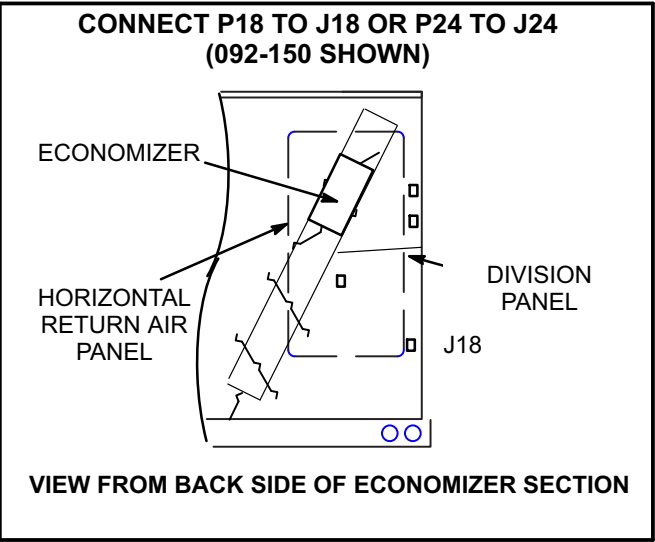 CONNECT P18 TO J18 OR P24 TO J24
(092-150 SHOWN)
ECONOMIZER
HORIZONTAL
RETURN AIR
PANEL
DIVISION
PANEL
J18
VIEW FROM BACK SIDE OF ECONOMIZER SECTION